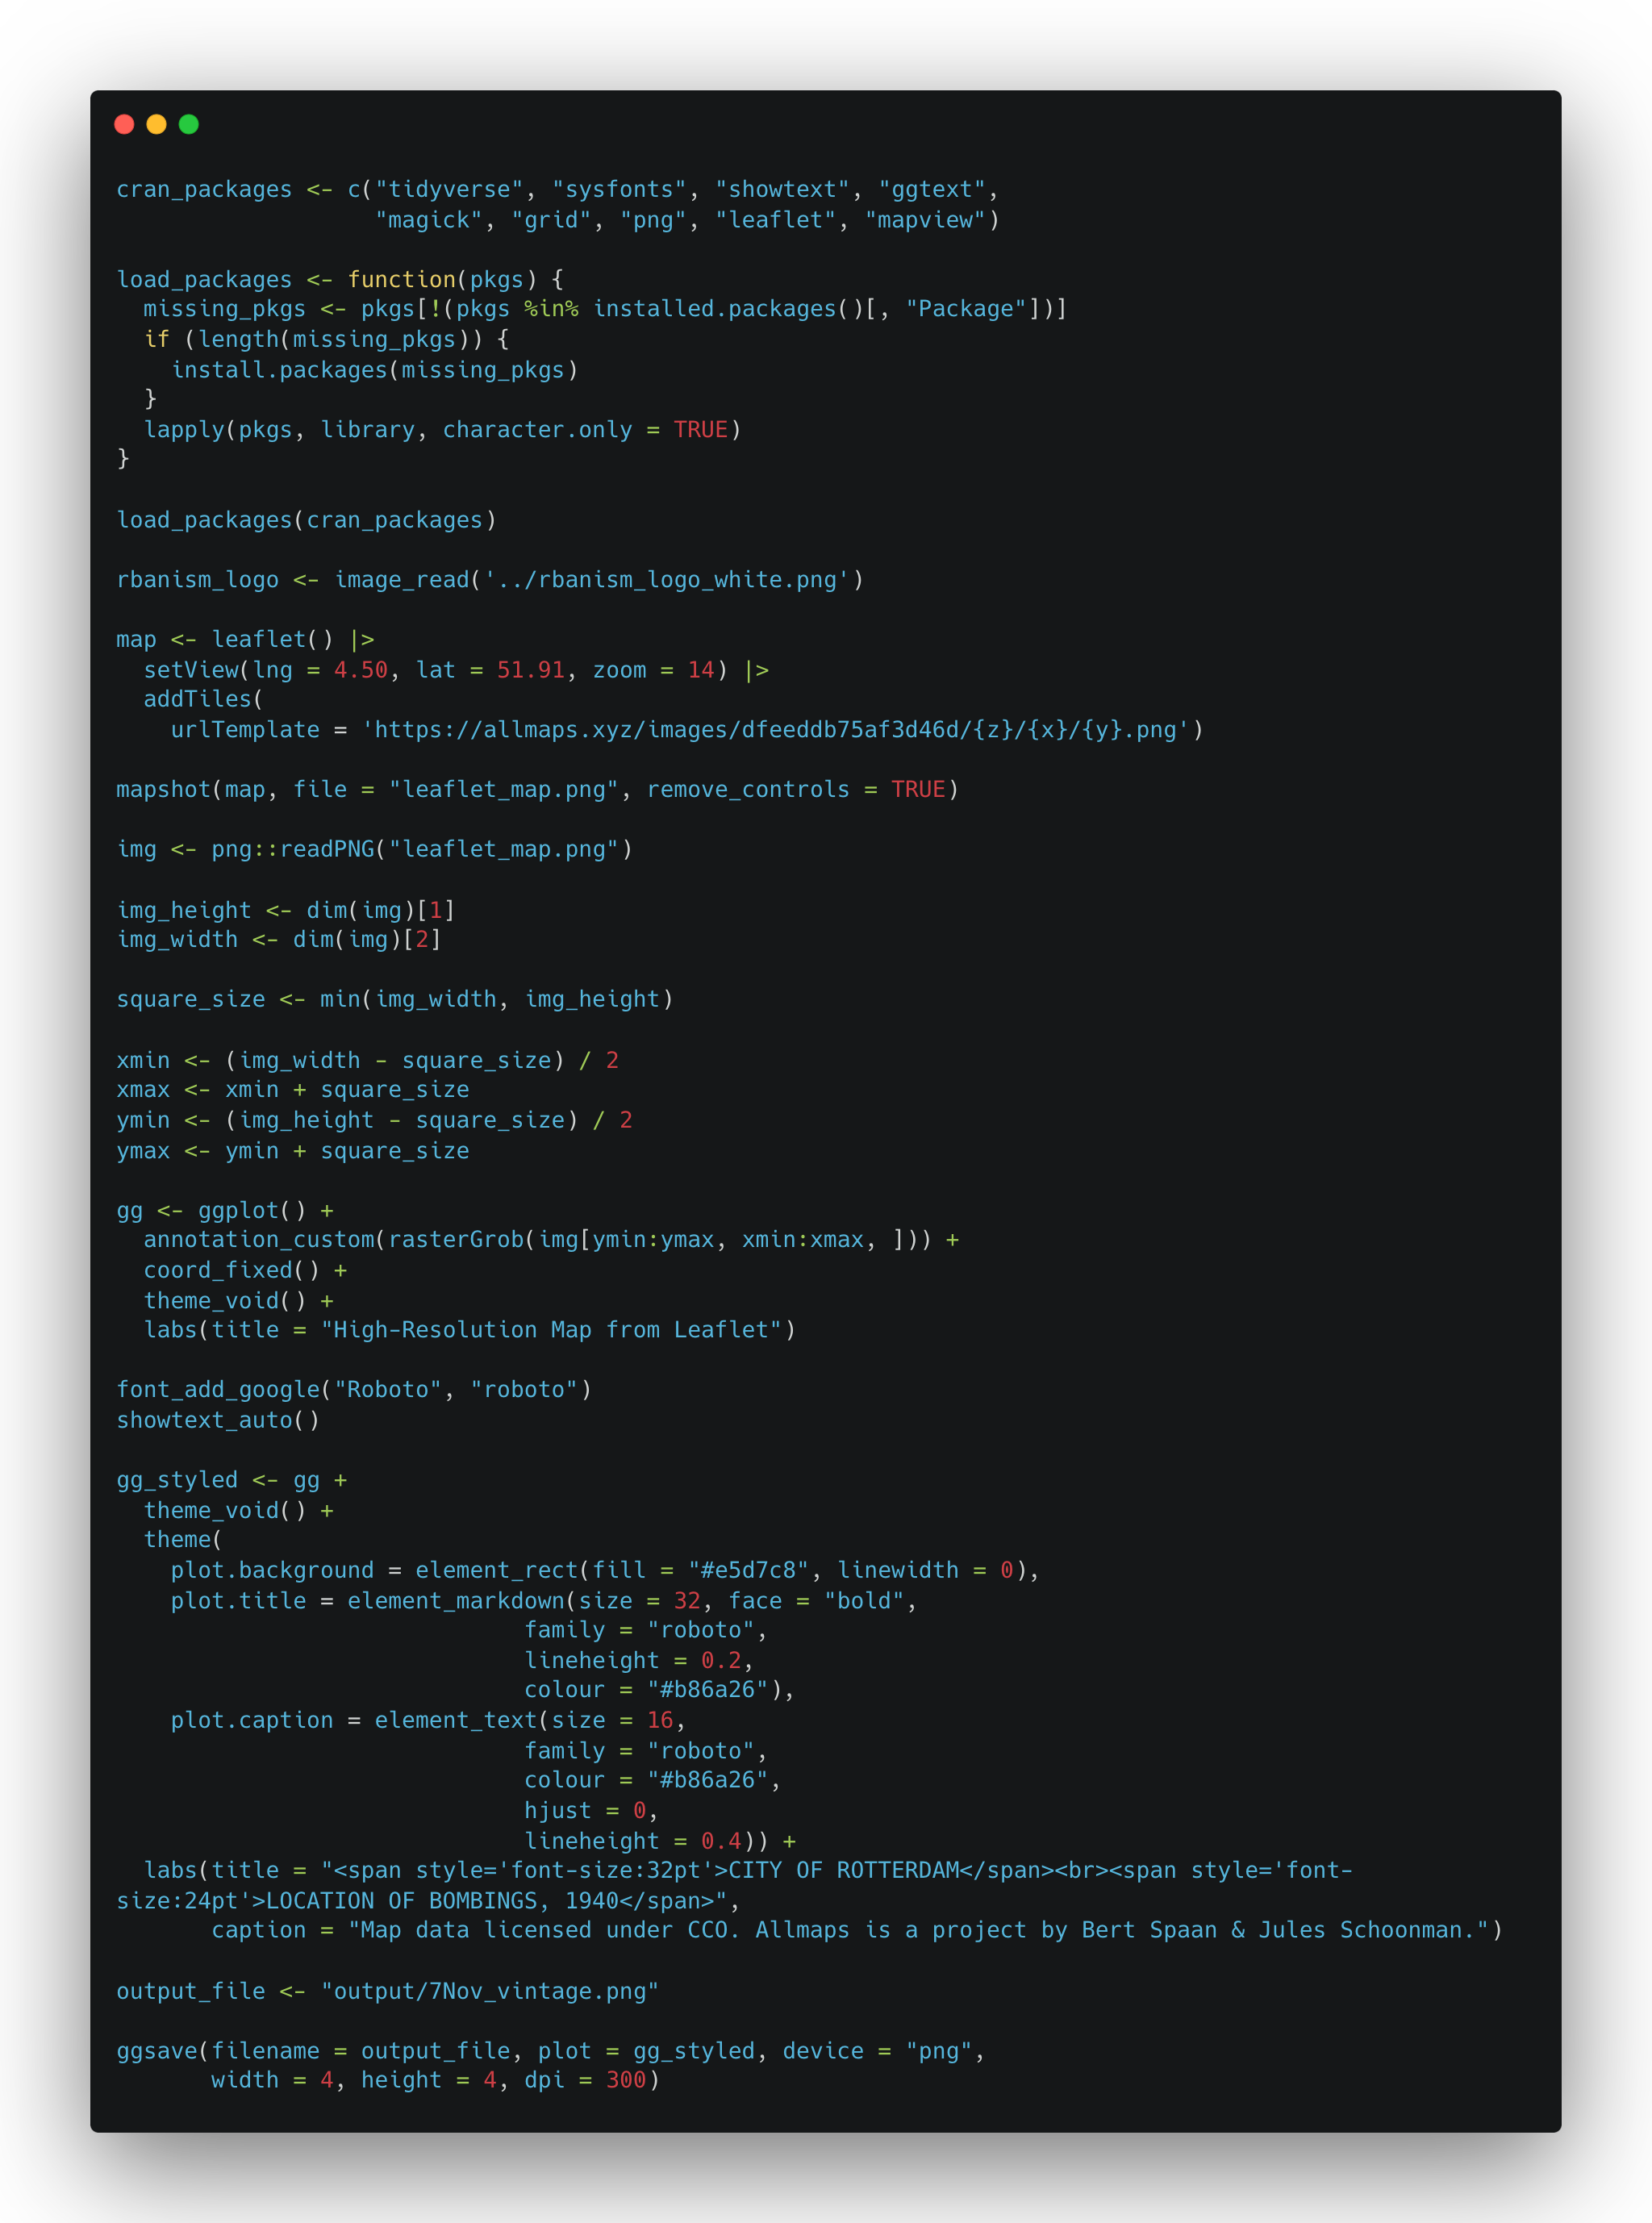 cran_packages <- c("tidyverse", "sysfonts", "showtext", "ggtext",
                   "magick", "grid", "png", "leaflet", "mapview")

load_packages <- function(pkgs) {
  missing_pkgs <- pkgs[!(pkgs %in% installed.packages()[, "Package"])]
  if (length(missing_pkgs)) {
    install.packages(missing_pkgs)
  }
  lapply(pkgs, library, character.only = TRUE)
}

load_packages(cran_packages)

rbanism_logo <- image_read('../rbanism_logo_white.png')

map <- leaflet() |>
  setView(lng = 4.50, lat = 51.91, zoom = 14) |>
  addTiles(
    urlTemplate = 'https://allmaps.xyz/images/dfeeddb75af3d46d/{z}/{x}/{y}.png')

mapshot(map, file = "leaflet_map.png", remove_controls = TRUE)

img <- png::readPNG("leaflet_map.png")

img_height <- dim(img)[1]
img_width <- dim(img)[2]

square_size <- min(img_width, img_height)

xmin <- (img_width - square_size) / 2
xmax <- xmin + square_size
ymin <- (img_height - square_size) / 2
ymax <- ymin + square_size

gg <- ggplot() +
  annotation_custom(rasterGrob(img[ymin:ymax, xmin:xmax, ])) +
  coord_fixed() +
  theme_void() +
  labs(title = "High-Resolution Map from Leaflet")

font_add_google("Roboto", "roboto")
showtext_auto()

gg_styled <- gg +
  theme_void() +
  theme(
    plot.background = element_rect(fill = "#e5d7c8", linewidth = 0),
    plot.title = element_markdown(size = 32, face = "bold",
                              family = "roboto",
                              lineheight = 0.2,
                              colour = "#b86a26"),
    plot.caption = element_text(size = 16,
                              family = "roboto",
                              colour = "#b86a26",
                              hjust = 0,
                              lineheight = 0.4)) +
  labs(title = "<span style='font-size:32pt'>CITY OF ROTTERDAM</span><br><span style='font-
size:24pt'>LOCATION OF BOMBINGS, 1940</span>",
       caption = "Map data licensed under CCO. Allmaps is a project by Bert Spaan & Jules Schoonman.")

output_file <- "output/7Nov_vintage.png"

ggsave(filename = output_file, plot = gg_styled, device = "png",
       width = 4, height = 4, dpi = 300)